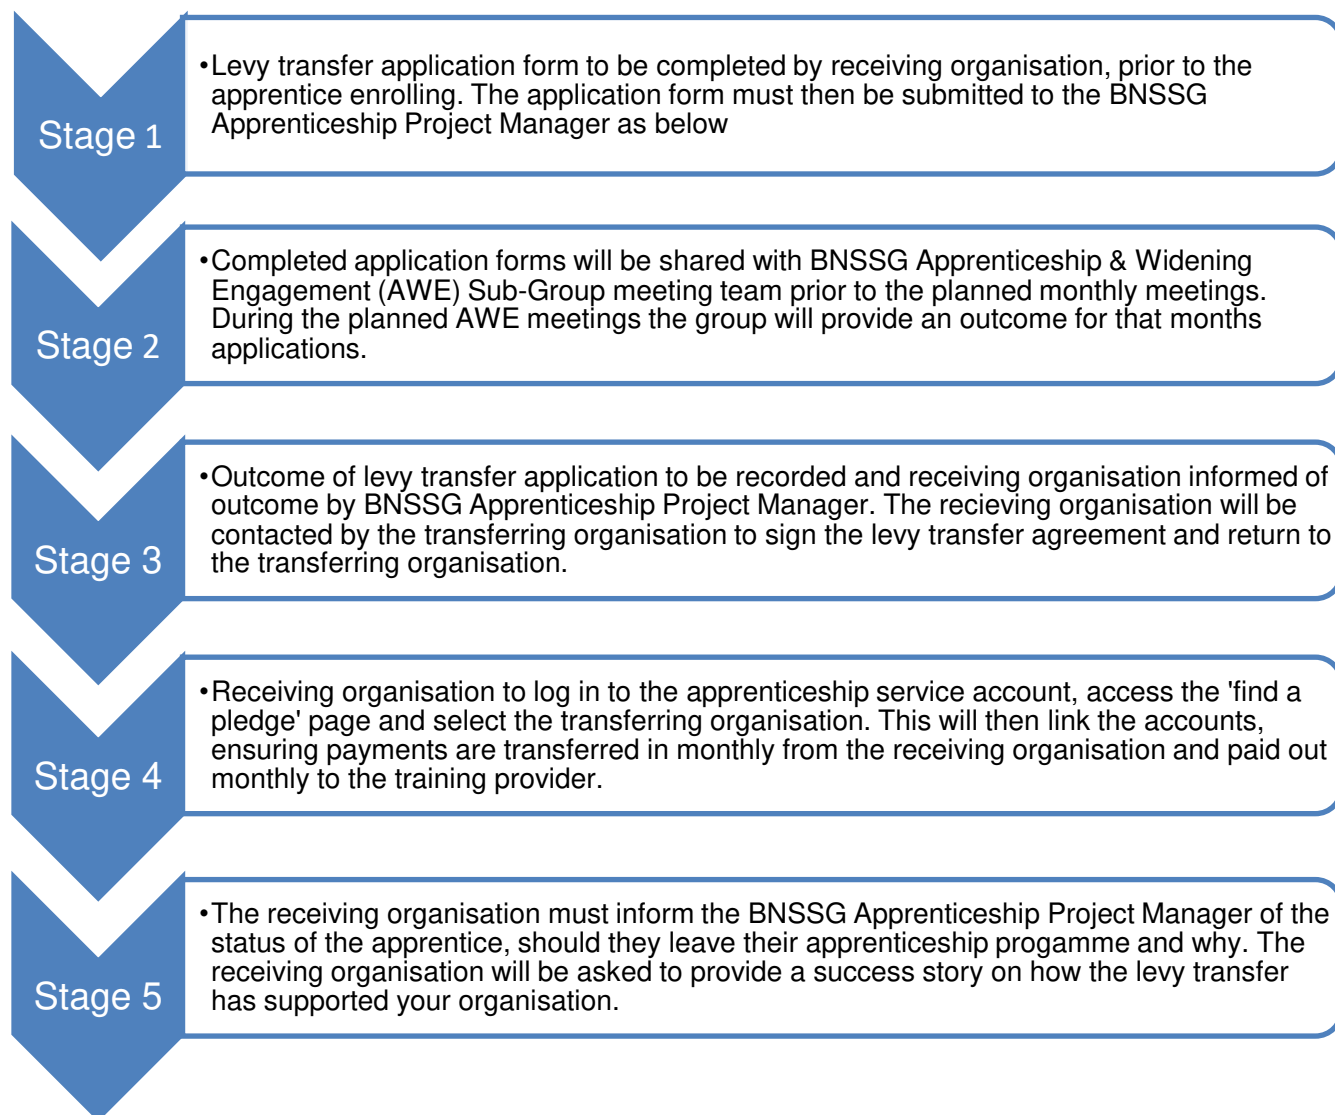 Stage 1
•Levy transfer application form to be completed by receiving organisation, prior to the
apprentice enrolling. The application form must then be submitted to the BNSSG
Apprenticeship Project Manager as below
Stage 2
•Completed application forms will be shared with BNSSG Apprenticeship & Widening
Engagement (AWE) Sub-Group meeting team prior to the planned monthly meetings.
During the planned AWE meetings the group will provide an outcome for that months
applications.
Stage 3
•Outcome of levy transfer application to be recorded and receiving organisation informed of
outcome by BNSSG Apprenticeship Project Manager. The recieving organisation will be
contacted by the transferring organisation to sign the levy transfer agreement and return to
the transferring organisation.
Stage 4
•Receiving organisation to log in to the apprenticeship service account, access the 'find a
pledge' page and select the transferring organisation. This will then link the accounts,
ensuring payments are transferred in monthly from the receiving organisation and paid out
monthly to the training provider.
Stage 5
•The receiving organisation must inform the BNSSG Apprenticeship Project Manager of the
status of the apprentice, should they leave their apprenticeship progamme and why. The
receiving organisation will be asked to provide a success story on how the levy transfer
has supported your organisation.